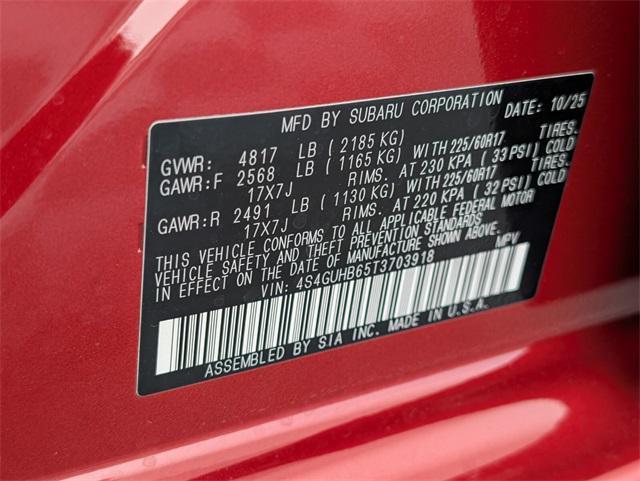 MFD BY SUBARU CORPORATION DATE: 10/25
GVWR: 4817 LB ( 2185 KG)
GAWR:F 2568 LB ( 1165 KG) WITH 225/60R17 TIRES.
17X7J RIMS. AT 230 KPA ( 33 PSI) COLD
GAWR:R 2491 LB ( 1130 KG) WITH 225/60R17 TIRES.
17X7J RIMS. AT 220 KPA ( 32 PSI) COLD
THIS VEHICLE CONFORMS TO ALL APPLICABLE FEDERAL MOTOR
VEHICLE SAFETY AND THEFT PREVENTION STANDARDS
IN EFFECT ON THE DATE OF MANUFACTURE SHOWN ABOVE.
VIN: 4S4GUHB65T3703918 MPV
ASSEMBLED BY SIA INC. MADE IN U.S.A.